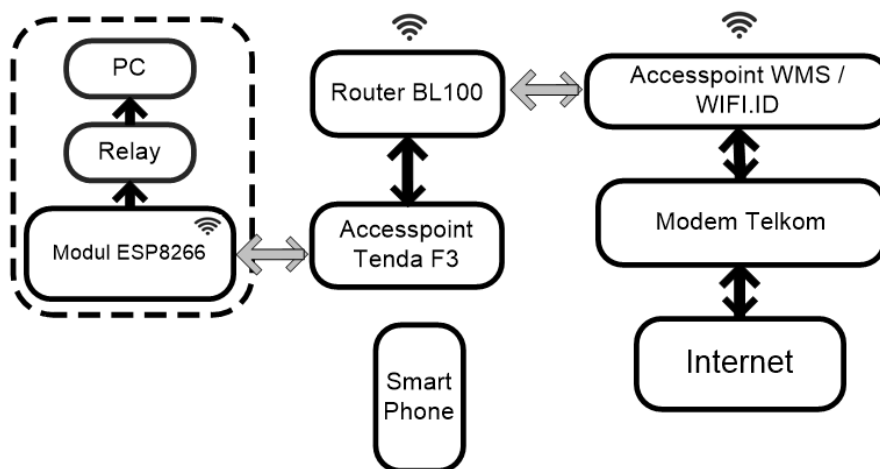 PC
Relay
Modul ESP8266
Router BL100
Accesspoint
Tenda F3
Smart
Phone
Accesspoint WMS /
WIFI.ID
Modem Telkom
Internet